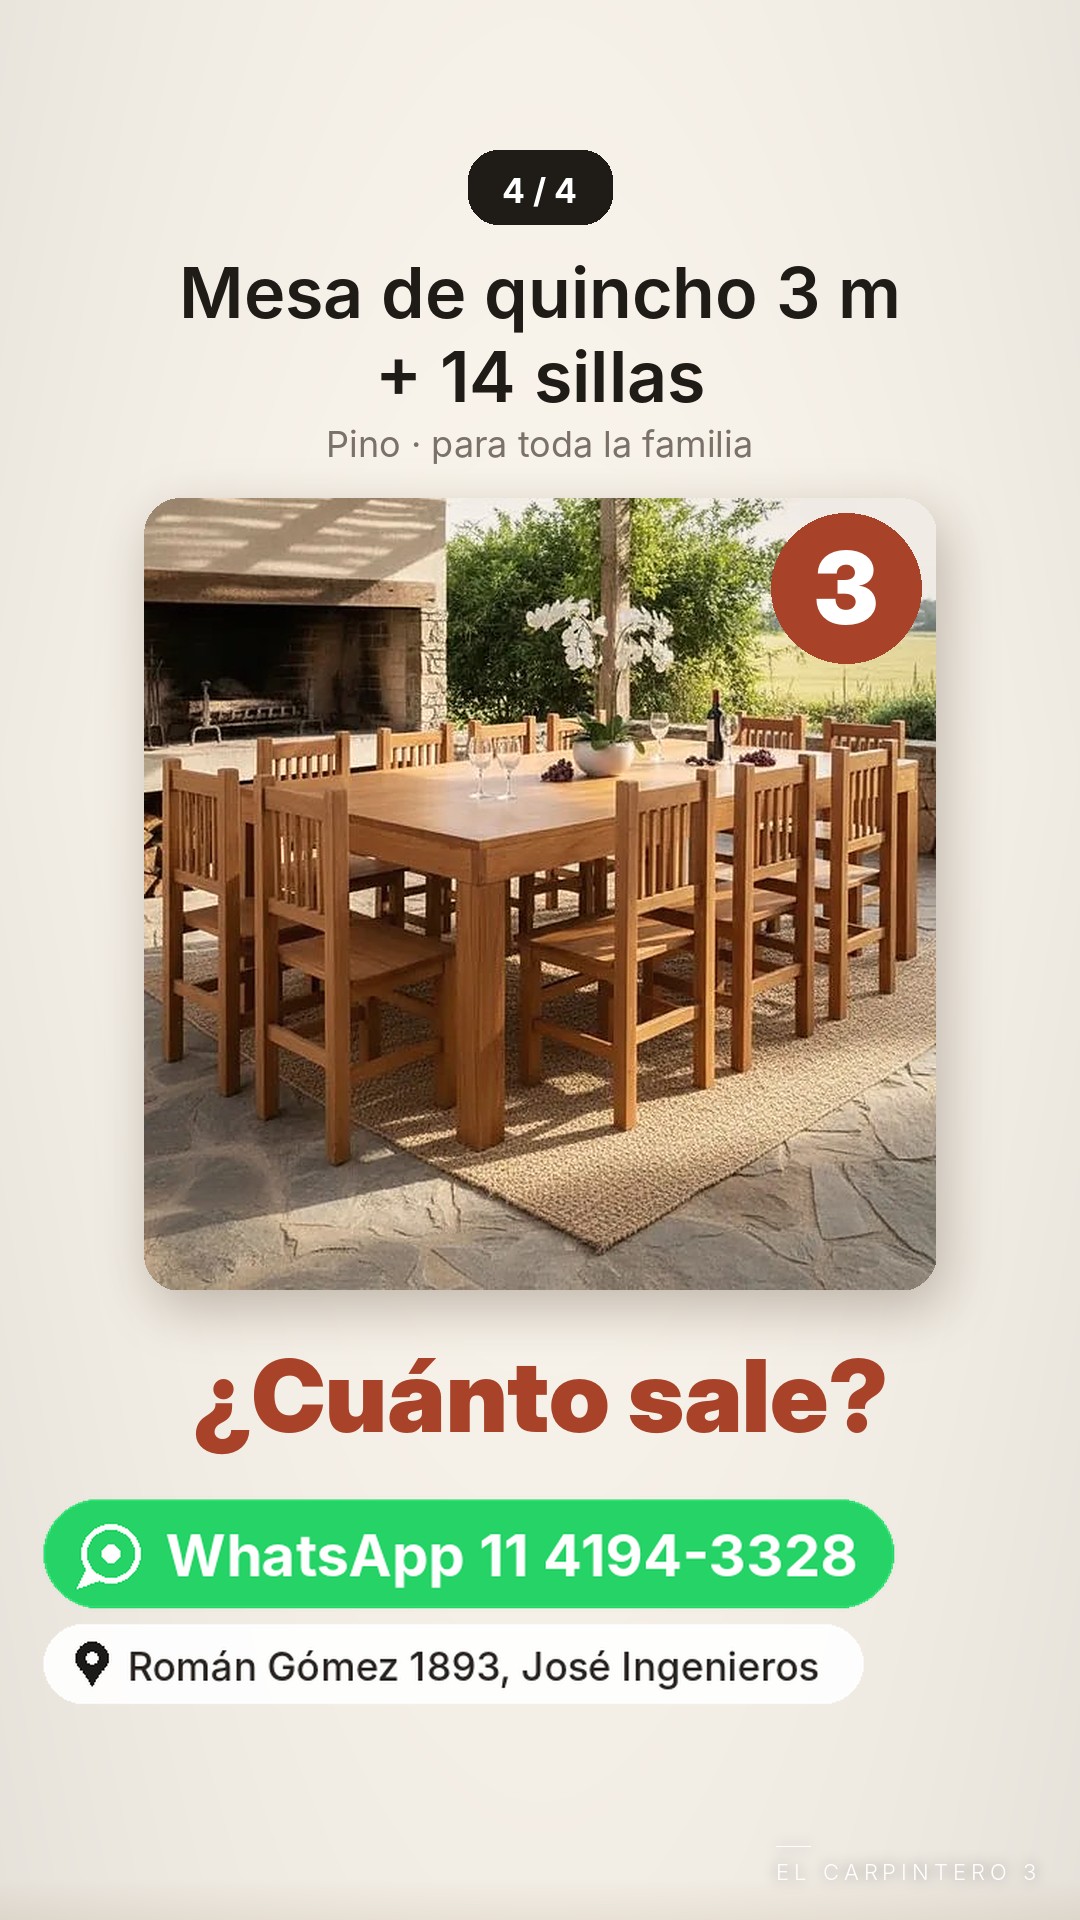 4 / 4
Mesa de quincho 3 m
+ 14 sillas
Pino · para toda la familia
3
¿Cuánto sale?
WhatsApp 11 4194-3328
Román Gómez 1893, José Ingenieros
EL CARPINTERO 3